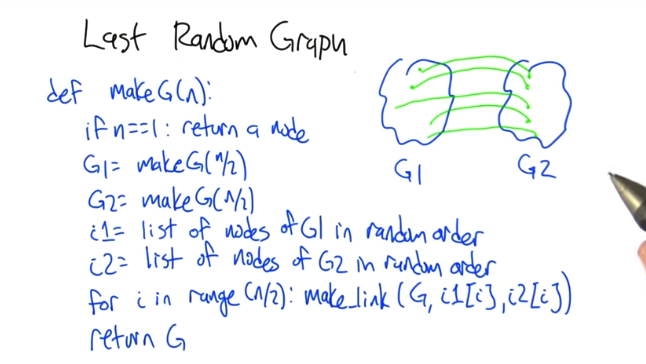 Last Random Graph
def makeG(n):
if n==1: return a node
G1= makeG(n/2)
G2= makeG(n/2)
i1= list of nodes of G1 in random order
i2= list of nodes of G2 in random order
for i in range(n/2): make_link(G, i1[i], i2[i])
return G
G1
G2